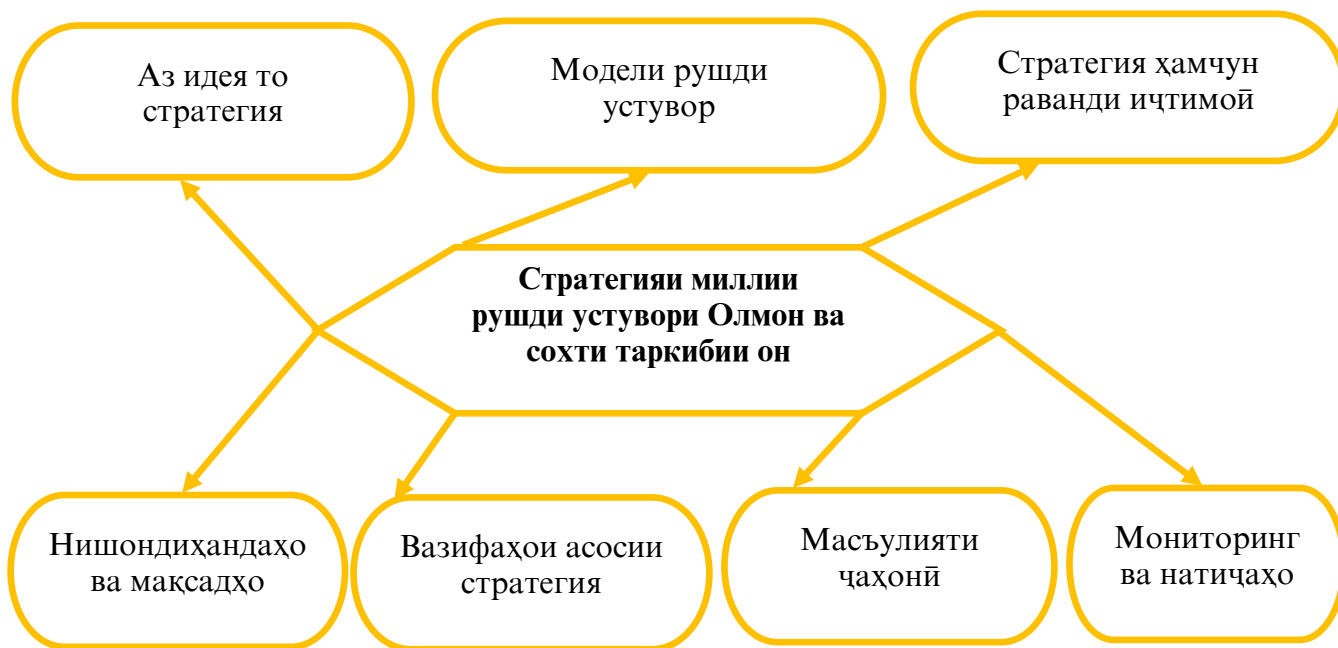 Аз идея то
стратегия
Модели рушди
устувор
Стратегия ҳамчун
раванди иҷтимоӣ
Стратегияи миллии
рушди устувори Олмон ва
сохти таркибии он
Нишондиҳандаҳо
ва мақсадҳо
Вазифаҳои асосии
стратегия
Масъулияти
ҷаҳонӣ
Мониторинг
ва натиҷаҳо